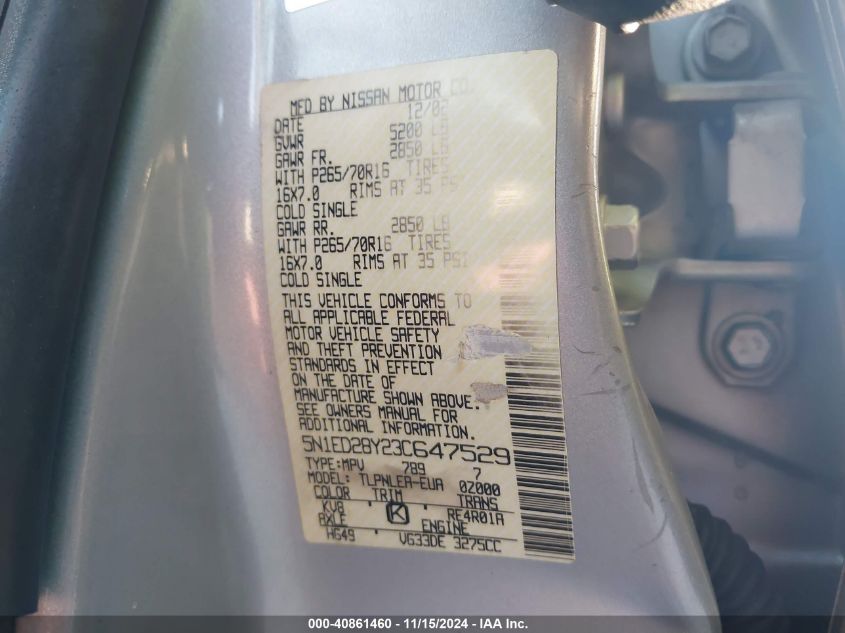 MFD BY NISSAN MOTOR CO.
DATE 12/02
GVWR 5200 LB
GAWR FR. 2850 LB
WITH P265/70R16 TIRES
16X7.0 RIMS AT 35 PSI
COLD SINGLE
GAWR RR. 2850 LB
WITH P265/70R16 TIRES
16X7.0 RIMS AT 35 PSI
COLD SINGLE
THIS VEHICLE CONFORMS TO
ALL APPLICABLE FEDERAL
MOTOR VEHICLE SAFETY
AND THEFT PREVENTION
STANDARDS IN EFFECT
ON THE DATE OF
MANUFACTURE SHOWN ABOVE.
SEE OWNERS MANUAL FOR
ADDITIONAL INFORMATION.
5N1ED28Y23C647529
TYPE:MPV 789 7
MODEL: TLPNLEA-EUA 02000
COLOR TRIM TRANS
KV8 K RE4R01A
AXLE ENGINE
HG49 VG33DE 3275CC
000-40861460 - 11/15/2024 - IAA Inc.